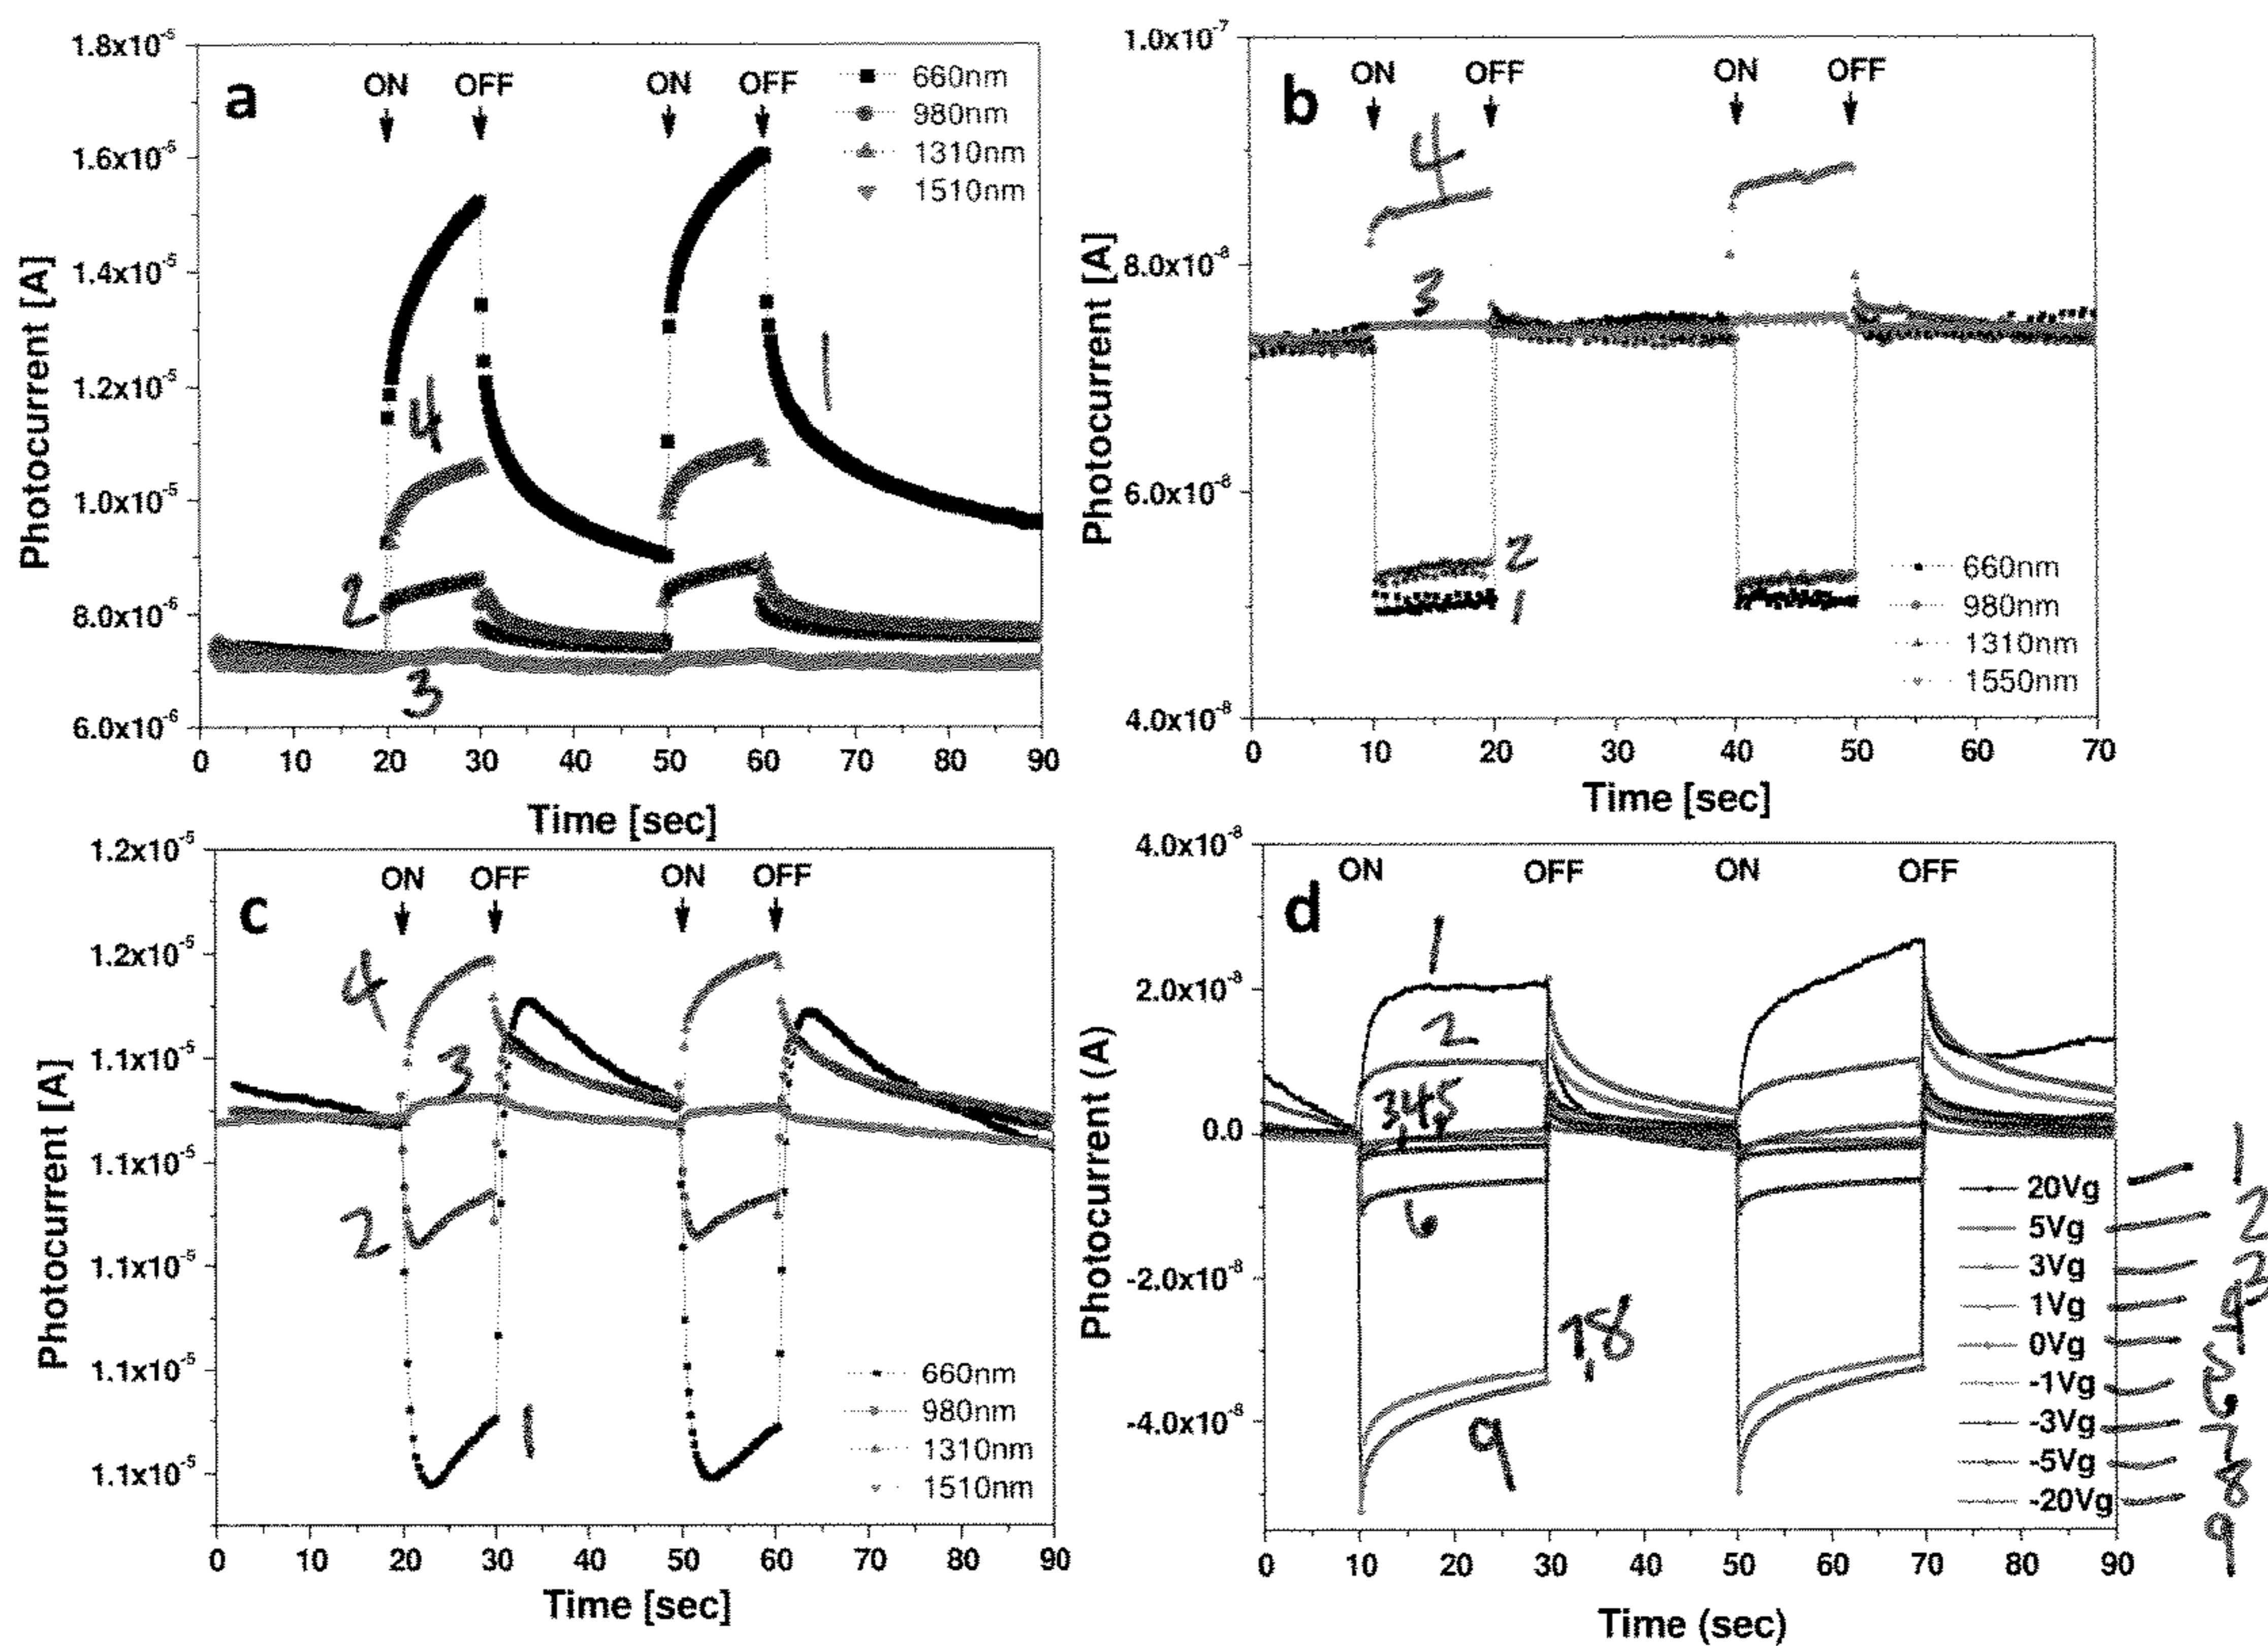 a
ON OFF ON OFF
660nm
980nm
1310nm
1510nm
1.8x10⁻⁵
1.6x10⁻⁵
1.4x10⁻⁵
1.2x10⁻⁵
1.0x10⁻⁵
8.0x10⁻⁶
6.0x10⁻⁶
Photocurrent [A]
1
4
2
3
0 10 20 30 40 50 60 70 80 90
Time [sec]
b
ON OFF ON OFF
1.0x10⁻⁷
8.0x10⁻⁸
6.0x10⁻⁸
4.0x10⁻⁸
Photocurrent [A]
4
3
2
1
660nm
980nm
1310nm
1550nm
0 10 20 30 40 50 60 70
Time [sec]
c
ON OFF ON OFF
1.2x10⁻⁵
1.2x10⁻⁵
1.1x10⁻⁵
1.1x10⁻⁵
1.1x10⁻⁵
1.1x10⁻⁵
1.1x10⁻⁵
Photocurrent [A]
4
3
2
1
660nm
980nm
1310nm
1510nm
0 10 20 30 40 50 60 70 80 90
Time [sec]
d
ON OFF ON OFF
4.0x10⁻⁸
2.0x10⁻⁸
0.0
-2.0x10⁻⁸
-4.0x10⁻⁸
Photocurrent (A)
1
2
345
6
7,8
9
20Vg 1
5Vg 2
3Vg 3
1Vg 4
0Vg 5
-1Vg 6
-3Vg 7
-5Vg 8
-20Vg 9
0 10 20 30 40 50 60 70 80 90
Time (sec)